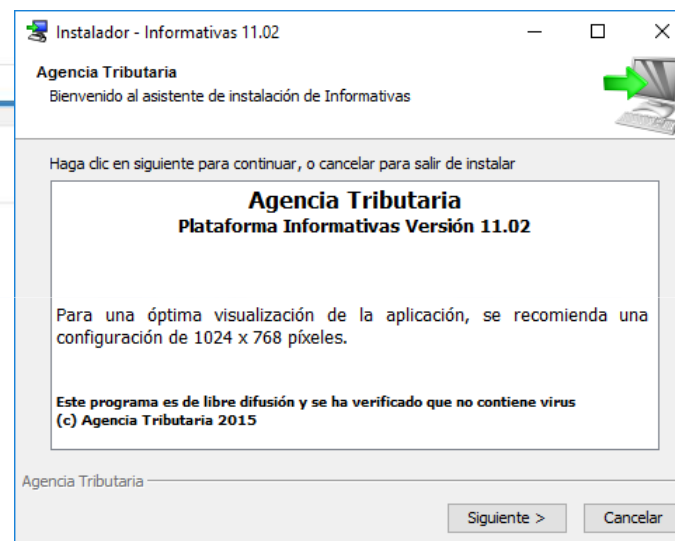 Instalador - Informativas 11.02
Agencia Tributaria
Bienvenido al asistente de instalación de Informativas
Haga clic en siguiente para continuar, o cancelar para salir de instalar
Agencia Tributaria
Plataforma Informativas Versión 11.02
Para una óptima visualización de la aplicación, se recomienda una
configuración de 1024 x 768 píxeles.
Este programa es de libre difusión y se ha verificado que no contiene virus
(c) Agencia Tributaria 2015
Agencia Tributaria
Siguiente >
Cancelar